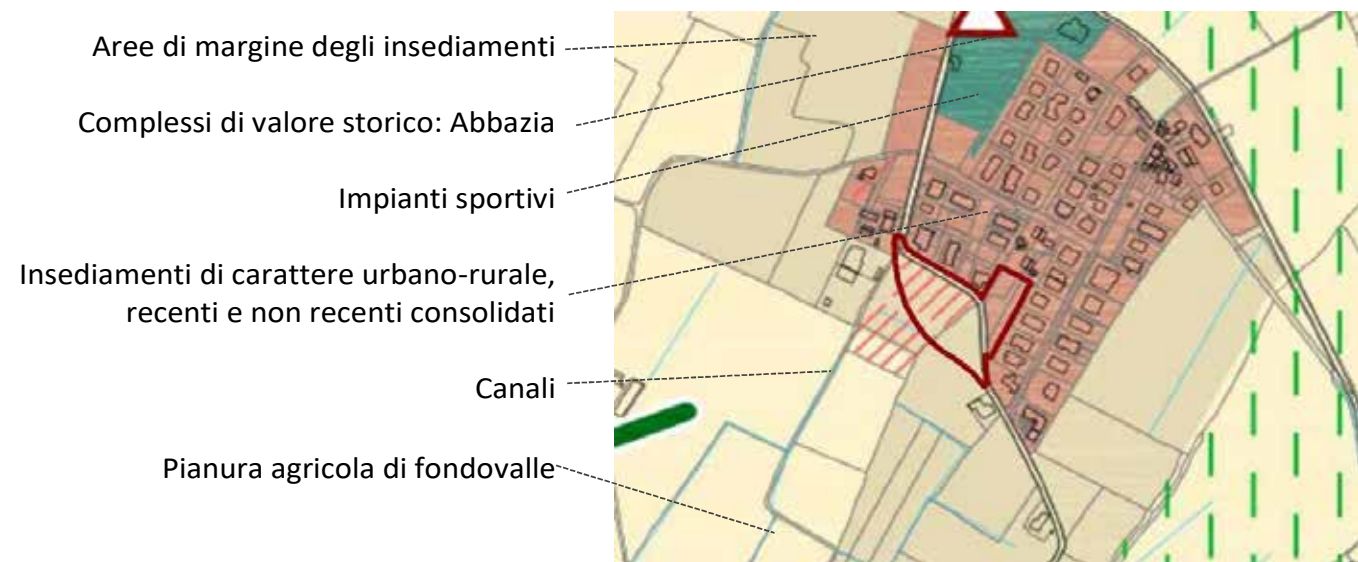 Aree di margine degli insediamenti
Complessi di valore storico: Abbazia
Impianti sportivi
Insediamenti di carattere urbano-rurale,
recenti e non recenti consolidati
Canali
Pianura agricola di fondovalle